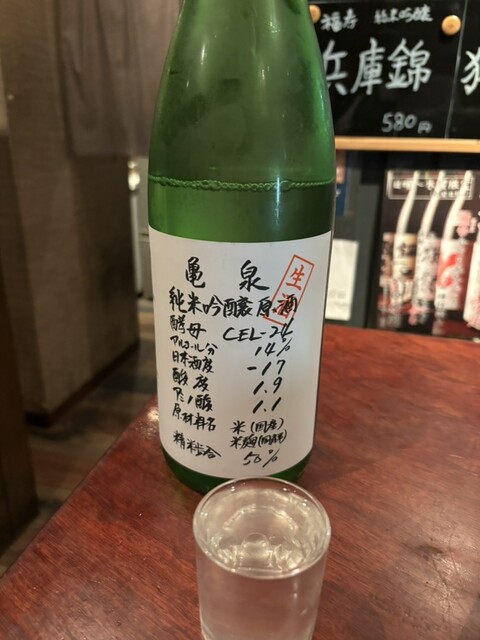 福寿 純米吟醸
兵庫錦
580円
亀泉
生酒
純米吟醸原酒
酵母 CEL-24
アルコール分 14%
日本酒度 -17
酸度 1.9
アミノ酸 1.1
原材料名 米(国産)
米麹(国産米)
精米歩合 50%